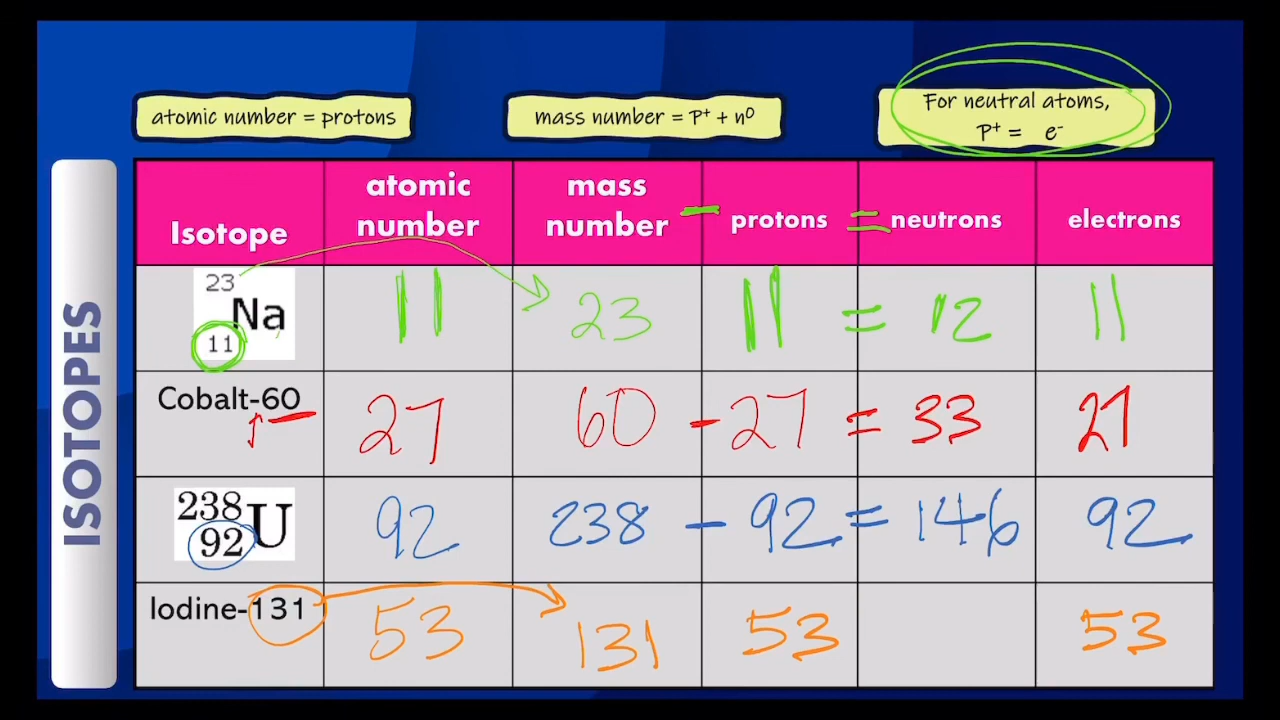 atomic number = protons
mass number = P⁺ + n⁰
For neutral atoms,
P⁺ = e⁻
ISOTOPES
Isotope
atomic
number
mass
number
-
protons
=
neutrons
electrons
23
Na
11
11
23
11
= 12
11
Cobalt-60
27
60
- 27
= 33
27
238
92
U
92
238
- 92
= 146
92
Iodine-131
53
131
53
53